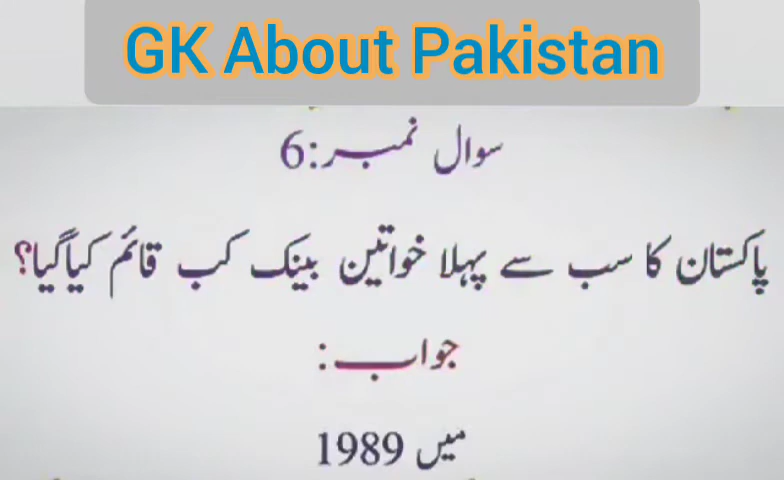 GK About Pakistan
سوال نمبر:6
پاکستان کا سب سے پہلا خواتین بینک کب قائم کیا گیا؟
جواب:
1989 میں